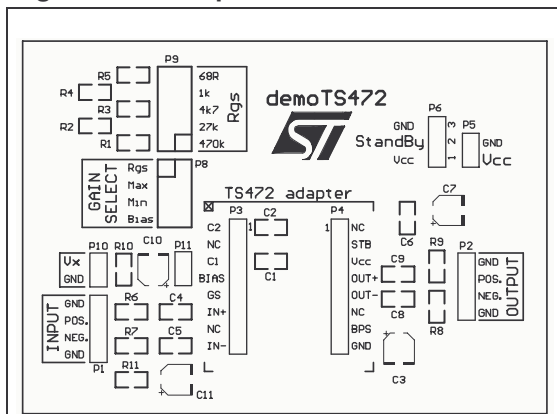 P9
R5
68R
R4
1k
R3
4k7
Rgs
R2
27k
R1
470k
demoTS472
ST
P6
GND
3
P5
StandBy
2
GND
Vcc
1
Vcc
GAIN
SELECT
Rgs
Max
Min
Bias
P8
TS472 adapter
C7
P3
C2
P4
C2
1
1
NC
NC
STB
C6
R9
P2
C1
C1
Vcc
C9
BIAS
OUT+
GS
OUT-
C8
IN+
NC
R8
NC
BPS
IN-
GND
C3
GND
POS.
NEG.
GND
OUTPUT
Vx
GND
P10
R10
C10
P11
INPUT
GND
POS.
NEG.
GND
P1
R6
C4
R7
C5
R11
C11